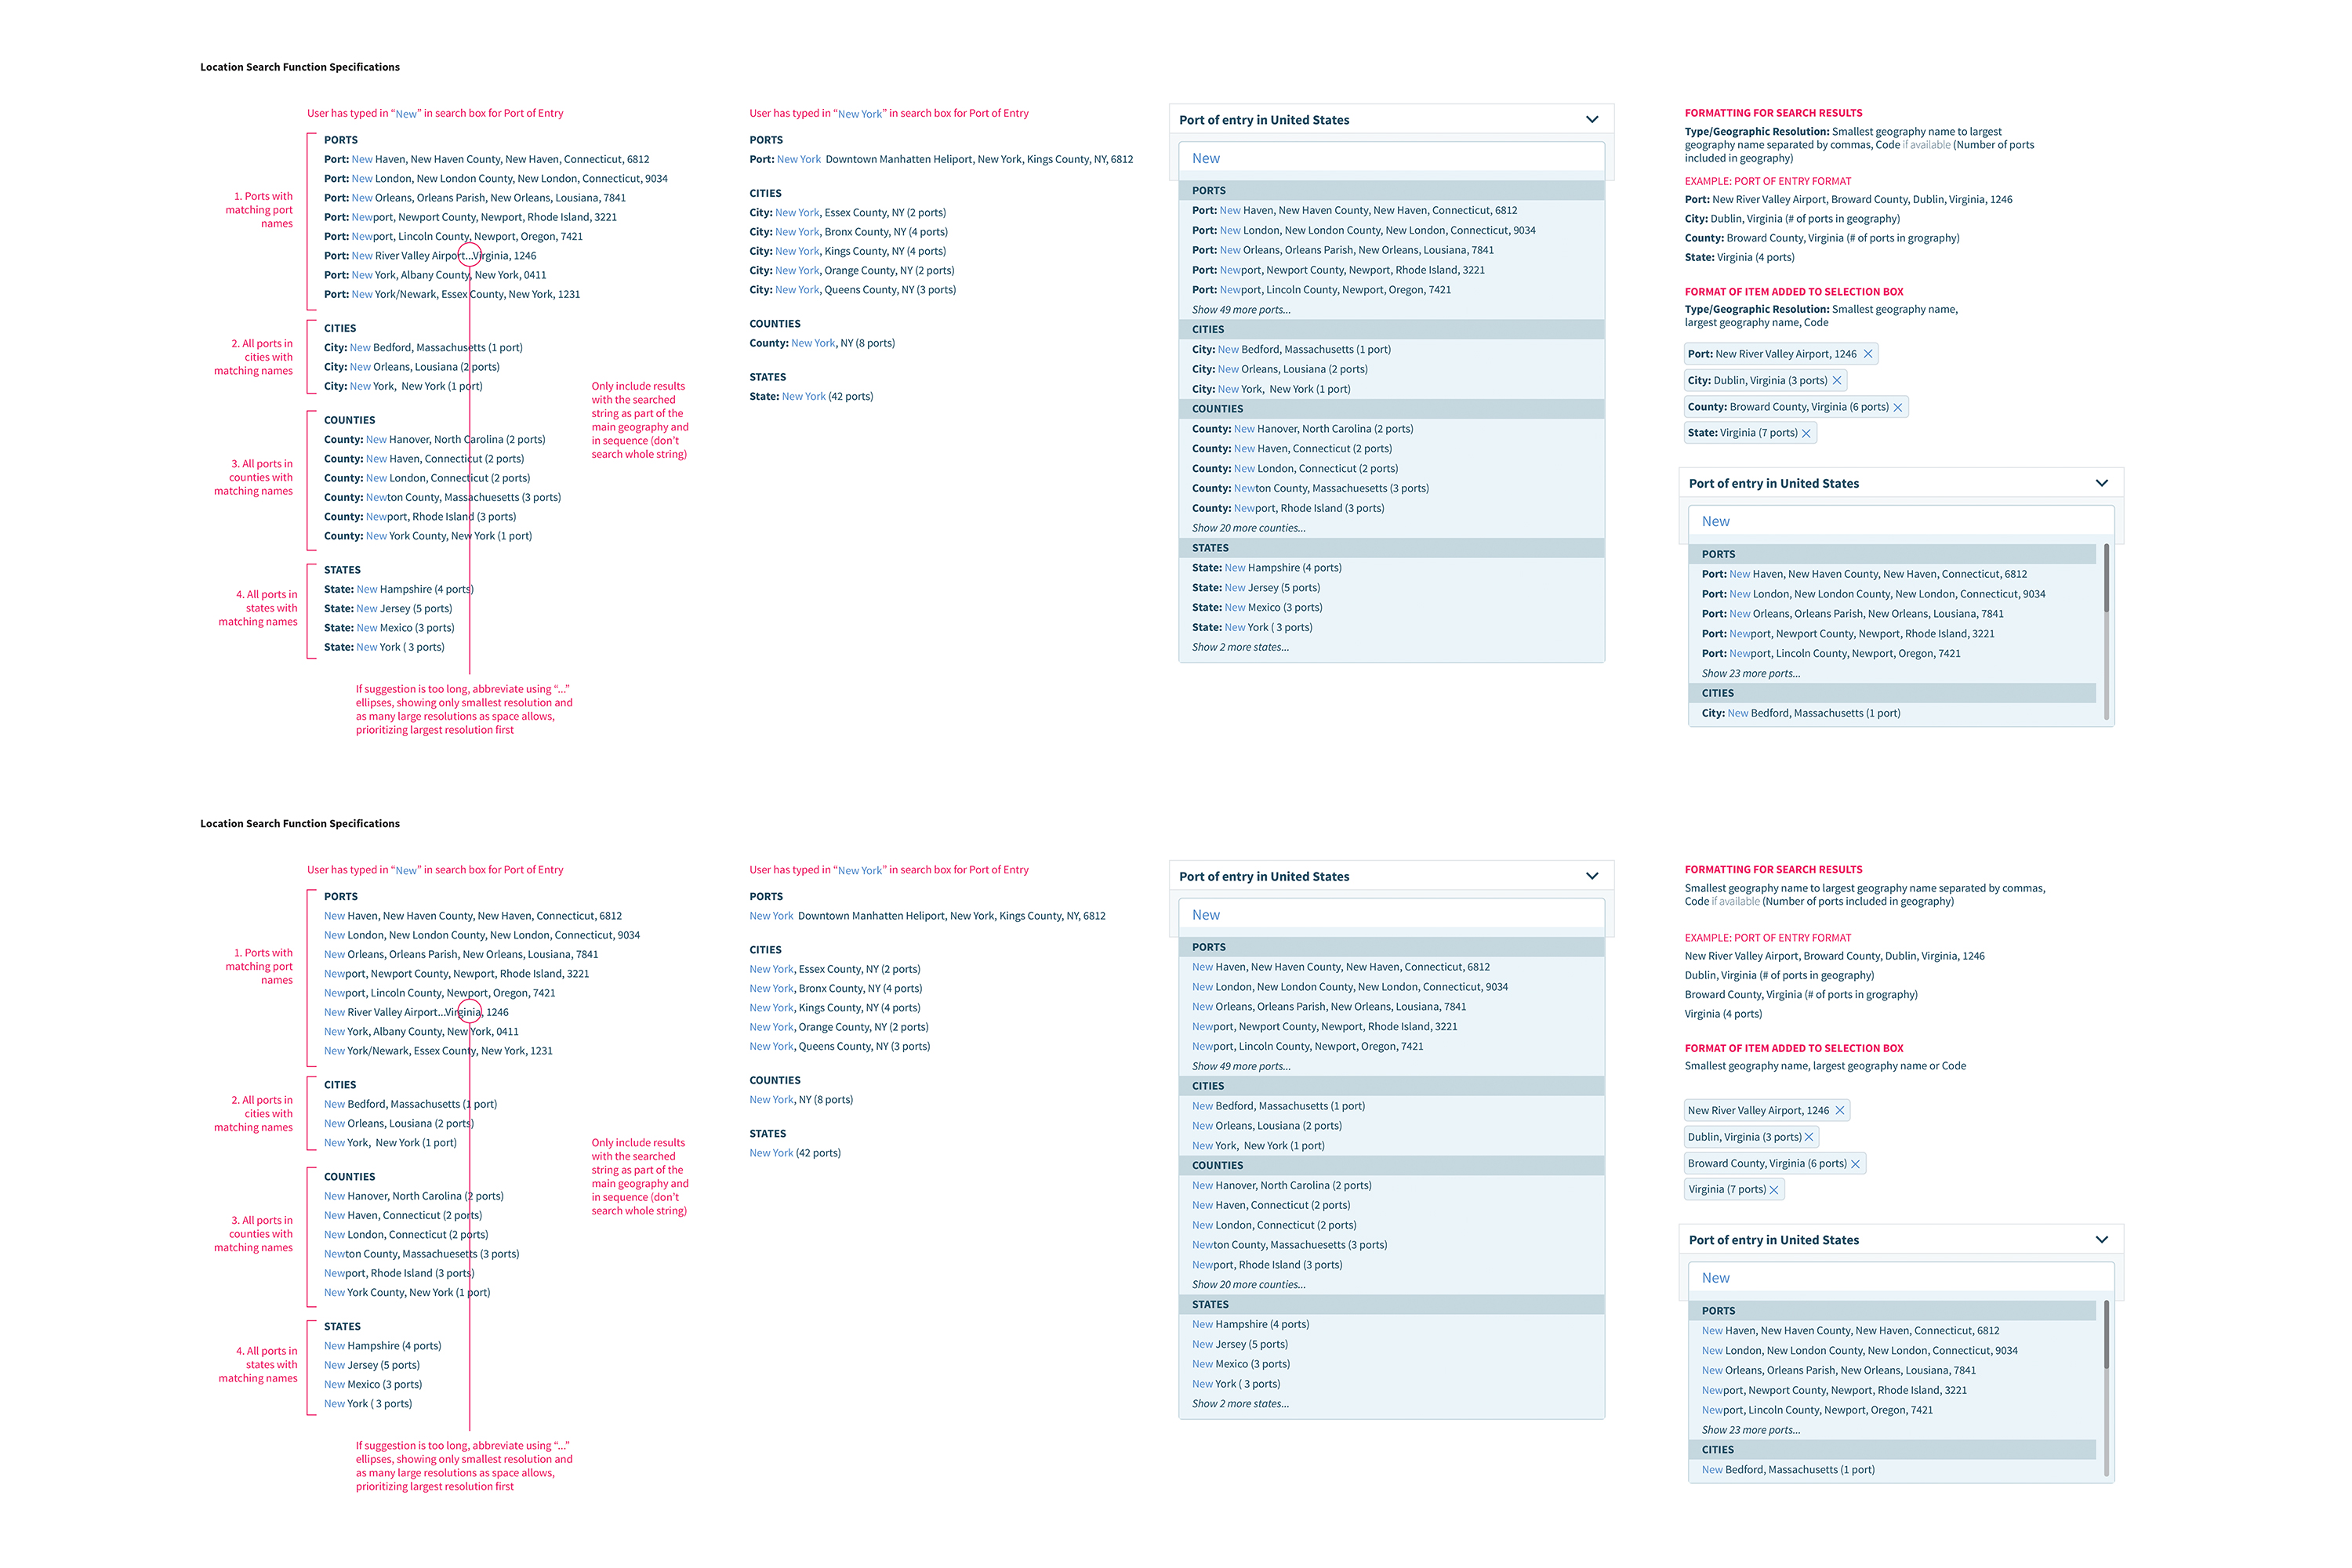 Location Search Function Specifications
User has typed in “New” in search box for Port of Entry
1. Ports with
matching port
names
PORTS
Port: New Haven, New Haven County, New Haven, Connecticut, 6812
Port: New London, New London County, New London, Connecticut, 9034
Port: New Orleans, Orleans Parish, New Orleans, Lousiana, 7841
Port: Newport, Newport County, Newport, Rhode Island, 3221
Port: Newport, Lincoln County, Newport, Oregon, 7421
Port: New River Valley Airport...Virginia, 1246
Port: New York, Albany County, New York, 0411
Port: New York/Newark, Essex County, New York, 1231
2. All ports in
cities with
matching names
CITIES
City: New Bedford, Massachusetts (1 port)
City: New Orleans, Lousiana (2 ports)
City: New York, New York (1 port)
3. All ports in
counties with
matching names
COUNTIES
County: New Hanover, North Carolina (2 ports)
County: New Haven, Connecticut (2 ports)
County: New London, Connecticut (2 ports)
County: Newton County, Massachusetts (3 ports)
County: Newport, Rhode Island (3 ports)
County: New York County, New York (1 port)
4. All ports in
states with
matching names
STATES
State: New Hampshire (4 ports)
State: New Jersey (5 ports)
State: New Mexico (3 ports)
State: New York ( 3 ports)
If suggestion is too long, abbreviate using “...”
ellipses, showing only smallest resolution and
as many large resolutions as space allows,
prioritizing largest resolution first
Only include results
with the searched
string as part of the
main geography and
in sequence (don’t
search whole string)
User has typed in “New York” in search box for Port of Entry
PORTS
Port: New York Downtown Manhatten Heliport, New York, Kings County, NY, 6812
CITIES
City: New York, Essex County, NY (2 ports)
City: New York, Bronx County, NY (4 ports)
City: New York, Kings County, NY (4 ports)
City: New York, Orange County, NY (2 ports)
City: New York, Queens County, NY (3 ports)
COUNTIES
County: New York, NY (8 ports)
STATES
State: New York (42 ports)
Port of entry in United States
New
PORTS
Port: New Haven, New Haven County, New Haven, Connecticut, 6812
Port: New London, New London County, New London, Connecticut, 9034
Port: New Orleans, Orleans Parish, New Orleans, Lousiana, 7841
Port: Newport, Newport County, Newport, Rhode Island, 3221
Port: Newport, Lincoln County, Newport, Oregon, 7421
Show 49 more ports...
CITIES
City: New Bedford, Massachusetts (1 port)
City: New Orleans, Lousiana (2 ports)
City: New York, New York (1 port)
COUNTIES
County: New Hanover, North Carolina (2 ports)
County: New Haven, Connecticut (2 ports)
County: New London, Connecticut (2 ports)
County: Newton County, Massachusetts (3 ports)
County: Newport, Rhode Island (3 ports)
Show 20 more counties...
STATES
State: New Hampshire (4 ports)
State: New Jersey (5 ports)
State: New Mexico (3 ports)
State: New York ( 3 ports)
Show 2 more states...
FORMATTING FOR SEARCH RESULTS
Type/Geographic Resolution: Smallest geography name to largest
geography name separated by commas, Code if available (Number of ports
included in geography)
EXAMPLE: PORT OF ENTRY FORMAT
Port: New River Valley Airport, Broward County, Dublin, Virginia, 1246
City: Dublin, Virginia (# of ports in geography)
County: Broward County, Virginia (# of ports in grography)
State: Virginia (4 ports)
FORMAT OF ITEM ADDED TO SELECTION BOX
Type/Geographic Resolution: Smallest geography name,
largest geography name, Code
Port: New River Valley Airport, 1246
City: Dublin, Virginia (3 ports)
County: Broward County, Virginia (6 ports)
State: Virginia (7 ports)
Port of entry in United States
New
PORTS
Port: New Haven, New Haven County, New Haven, Connecticut, 6812
Port: New London, New London County, New London, Connecticut, 9034
Port: New Orleans, Orleans Parish, New Orleans, Lousiana, 7841
Port: Newport, Newport County, Newport, Rhode Island, 3221
Port: Newport, Lincoln County, Newport, Oregon, 7421
Show 23 more ports...
CITIES
City: New Bedford, Massachusetts (1 port)
Location Search Function Specifications
User has typed in “New” in search box for Port of Entry
1. Ports with
matching port
names
PORTS
New Haven, New Haven County, New Haven, Connecticut, 6812
New London, New London County, New London, Connecticut, 9034
New Orleans, Orleans Parish, New Orleans, Lousiana, 7841
Newport, Newport County, Newport, Rhode Island, 3221
Newport, Lincoln County, Newport, Oregon, 7421
New River Valley Airport...Virginia, 1246
New York, Albany County, New York, 0411
New York/Newark, Essex County, New York, 1231
2. All ports in
cities with
matching names
CITIES
New Bedford, Massachusetts (1 port)
New Orleans, Lousiana (2 ports)
New York, New York (1 port)
3. All ports in
counties with
matching names
COUNTIES
New Hanover, North Carolina (2 ports)
New Haven, Connecticut (2 ports)
New London, Connecticut (2 ports)
Newton County, Massachusetts (3 ports)
Newport, Rhode Island (3 ports)
New York County, New York (1 port)
4. All ports in
states with
matching names
STATES
New Hampshire (4 ports)
New Jersey (5 ports)
New Mexico (3 ports)
New York ( 3 ports)
If suggestion is too long, abbreviate using “...”
ellipses, showing only smallest resolution and
as many large resolutions as space allows,
prioritizing largest resolution first
Only include results
with the searched
string as part of the
main geography and
in sequence (don’t
search whole string)
User has typed in “New York” in search box for Port of Entry
PORTS
New York Downtown Manhatten Heliport, New York, Kings County, NY, 6812
CITIES
New York, Essex County, NY (2 ports)
New York, Bronx County, NY (4 ports)
New York, Kings County, NY (4 ports)
New York, Orange County, NY (2 ports)
New York, Queens County, NY (3 ports)
COUNTIES
New York, NY (8 ports)
STATES
New York (42 ports)
Port of entry in United States
New
PORTS
New Haven, New Haven County, New Haven, Connecticut, 6812
New London, New London County, New London, Connecticut, 9034
New Orleans, Orleans Parish, New Orleans, Lousiana, 7841
Newport, Newport County, Newport, Rhode Island, 3221
Newport, Lincoln County, Newport, Oregon, 7421
Show 49 more ports...
CITIES
New Bedford, Massachusetts (1 port)
New Orleans, Lousiana (2 ports)
New York, New York (1 port)
COUNTIES
New Hanover, North Carolina (2 ports)
New Haven, Connecticut (2 ports)
New London, Connecticut (2 ports)
Newton County, Massachusetts (3 ports)
Newport, Rhode Island (3 ports)
Show 20 more counties...
STATES
New Hampshire (4 ports)
New Jersey (5 ports)
New Mexico (3 ports)
New York ( 3 ports)
Show 2 more states...
FORMATTING FOR SEARCH RESULTS
Smallest geography name to largest geography name separated by commas,
Code if available (Number of ports included in geography)
EXAMPLE: PORT OF ENTRY FORMAT
New River Valley Airport, Broward County, Dublin, Virginia, 1246
Dublin, Virginia (# of ports in geography)
Broward County, Virginia (# of ports in grography)
Virginia (4 ports)
FORMAT OF ITEM ADDED TO SELECTION BOX
Smallest geography name, largest geography name or Code
New River Valley Airport, 1246
Dublin, Virginia (3 ports)
Broward County, Virginia (6 ports)
Virginia (7 ports)
Port of entry in United States
New
PORTS
New Haven, New Haven County, New Haven, Connecticut, 6812
New London, New London County, New London, Connecticut, 9034
New Orleans, Orleans Parish, New Orleans, Lousiana, 7841
Newport, Newport County, Newport, Rhode Island, 3221
Newport, Lincoln County, Newport, Oregon, 7421
Show 23 more ports...
CITIES
New Bedford, Massachusetts (1 port)